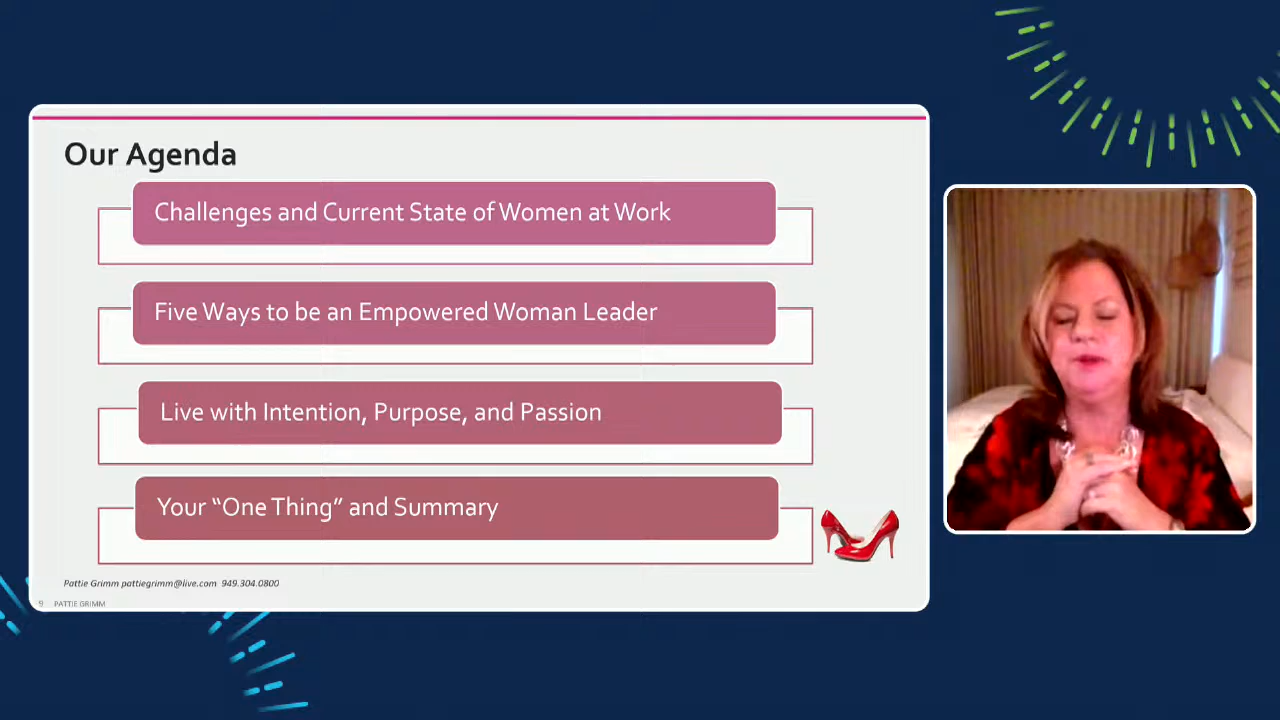 Our Agenda
Challenges and Current State of Women at Work
Five Ways to be an Empowered Woman Leader
Live with Intention, Purpose, and Passion
Your “One Thing” and Summary
Pattie Grimm pattiegrimm@live.com 949.304.0800
9 PATTIE GRIMM